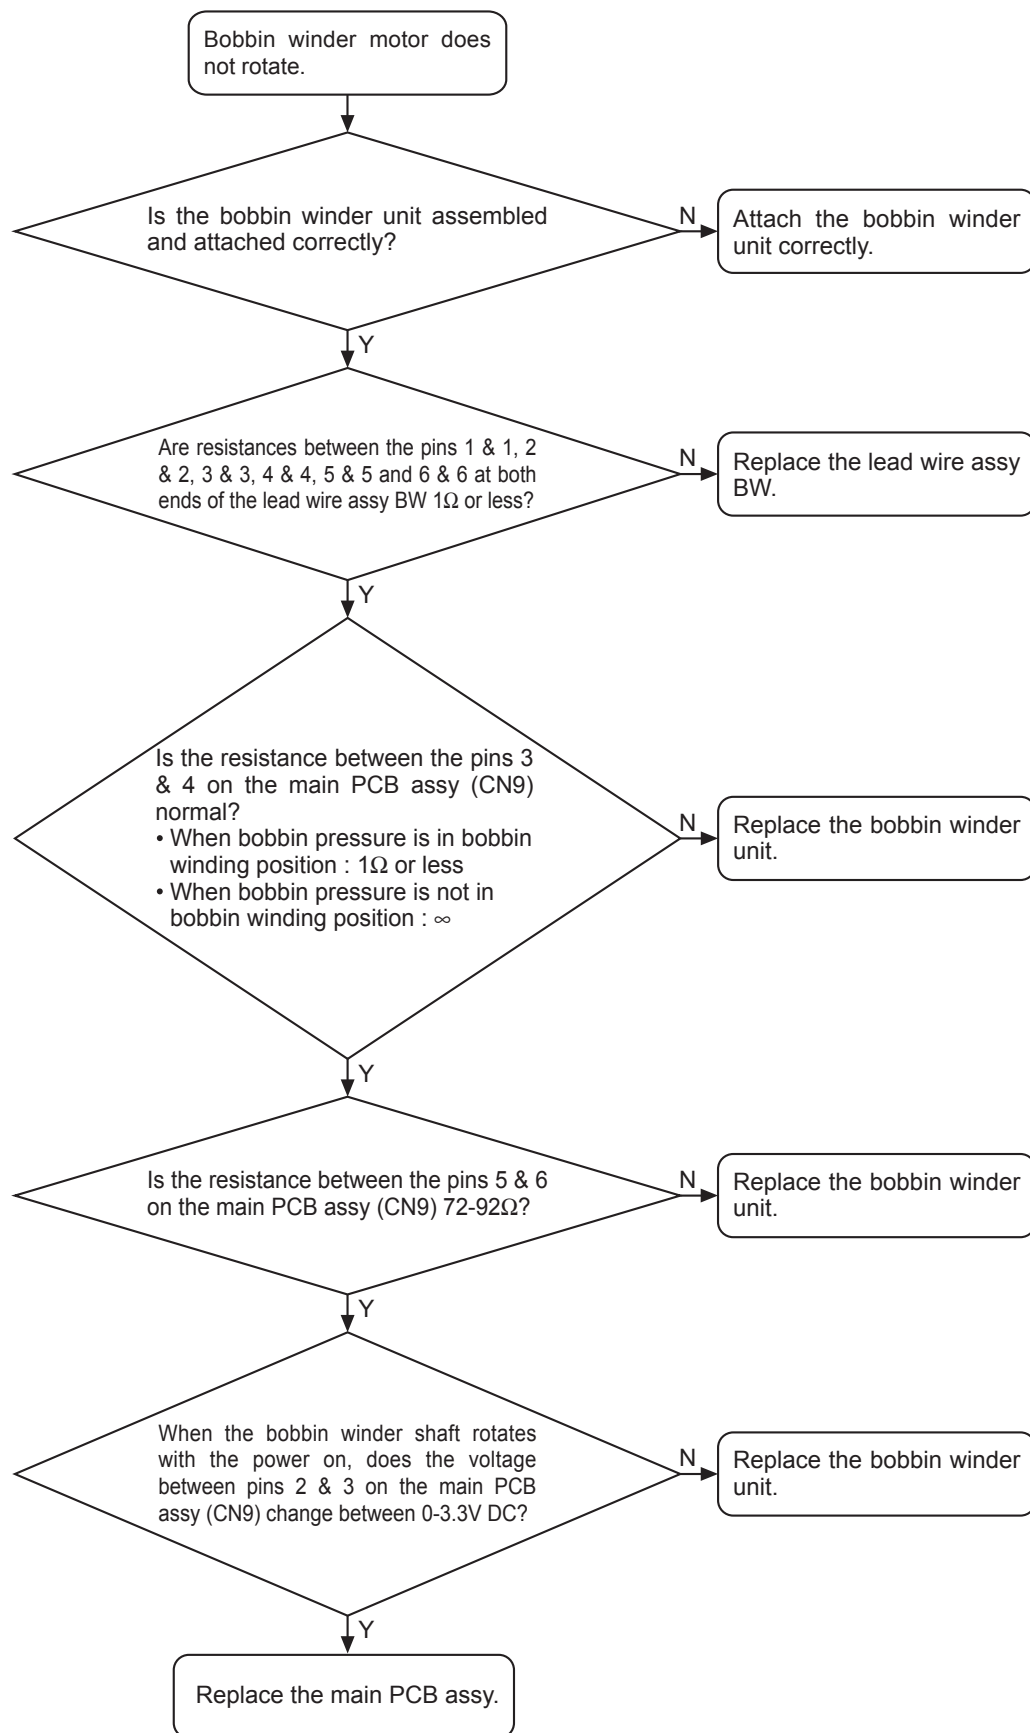 Bobbin winder motor does
not rotate.
Is the bobbin winder unit assembled
and attached correctly?
N
Attach the bobbin winder
unit correctly.
Y
Are resistances between the pins 1 & 1, 2
& 2, 3 & 3, 4 & 4, 5 & 5 and 6 & 6 at both
ends of the lead wire assy BW 1Ω or less?
N
Replace the lead wire assy
BW.
Y
Is the resistance between the pins 3
& 4 on the main PCB assy (CN9)
normal?
• When bobbin pressure is in bobbin
winding position : 1Ω or less
• When bobbin pressure is not in
bobbin winding position : ∞
N
Replace the bobbin winder
unit.
Y
Is the resistance between the pins 5 & 6
on the main PCB assy (CN9) 72-92Ω?
N
Replace the bobbin winder
unit.
Y
When the bobbin winder shaft rotates
with the power on, does the voltage
between pins 2 & 3 on the main PCB
assy (CN9) change between 0-3.3V DC?
N
Replace the bobbin winder
unit.
Y
Replace the main PCB assy.